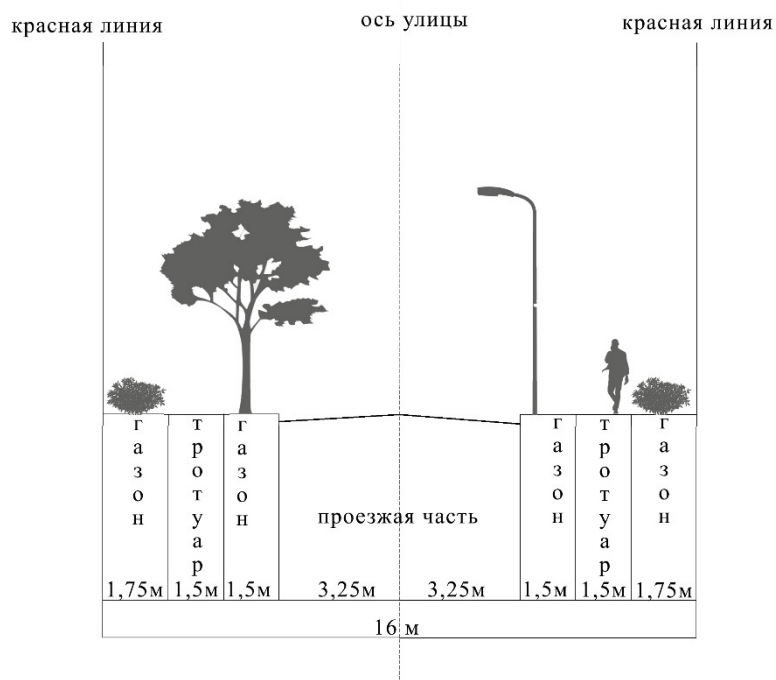 красная линия
ось улицы
красная линия
газон
тротуар
газон
проезжая часть
газон
тротуар
газон
1,75м
1,5м
1,5м
3,25м
3,25м
1,5м
1,5м
1,75м
16 м